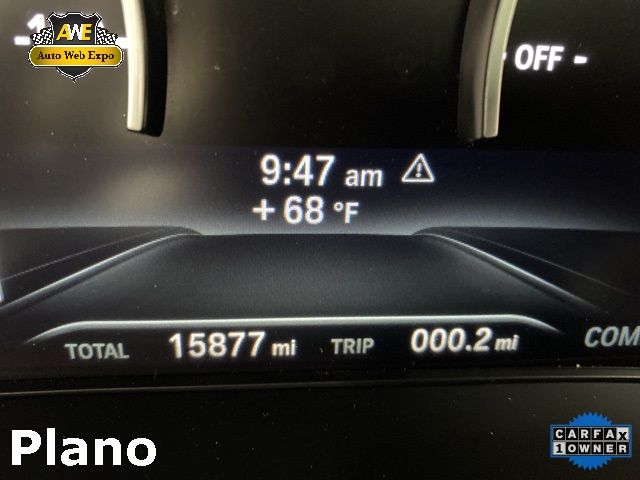 AWE
Auto Web Expo
OFF -
9:47 am
+ 68 °F
TOTAL 15877 mi TRIP 000.2 mi COM
Plano
CARFAX
1 OWNER